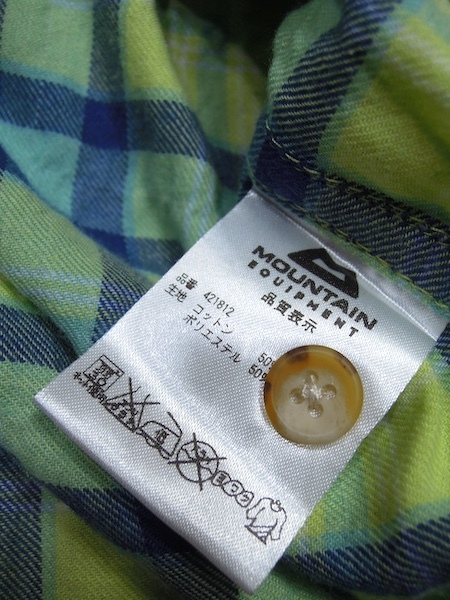 MOUNTAIN
EQUIPMENT
品質表示
品番 421812
生地 コットン 50%
ポリエステル 50%
30